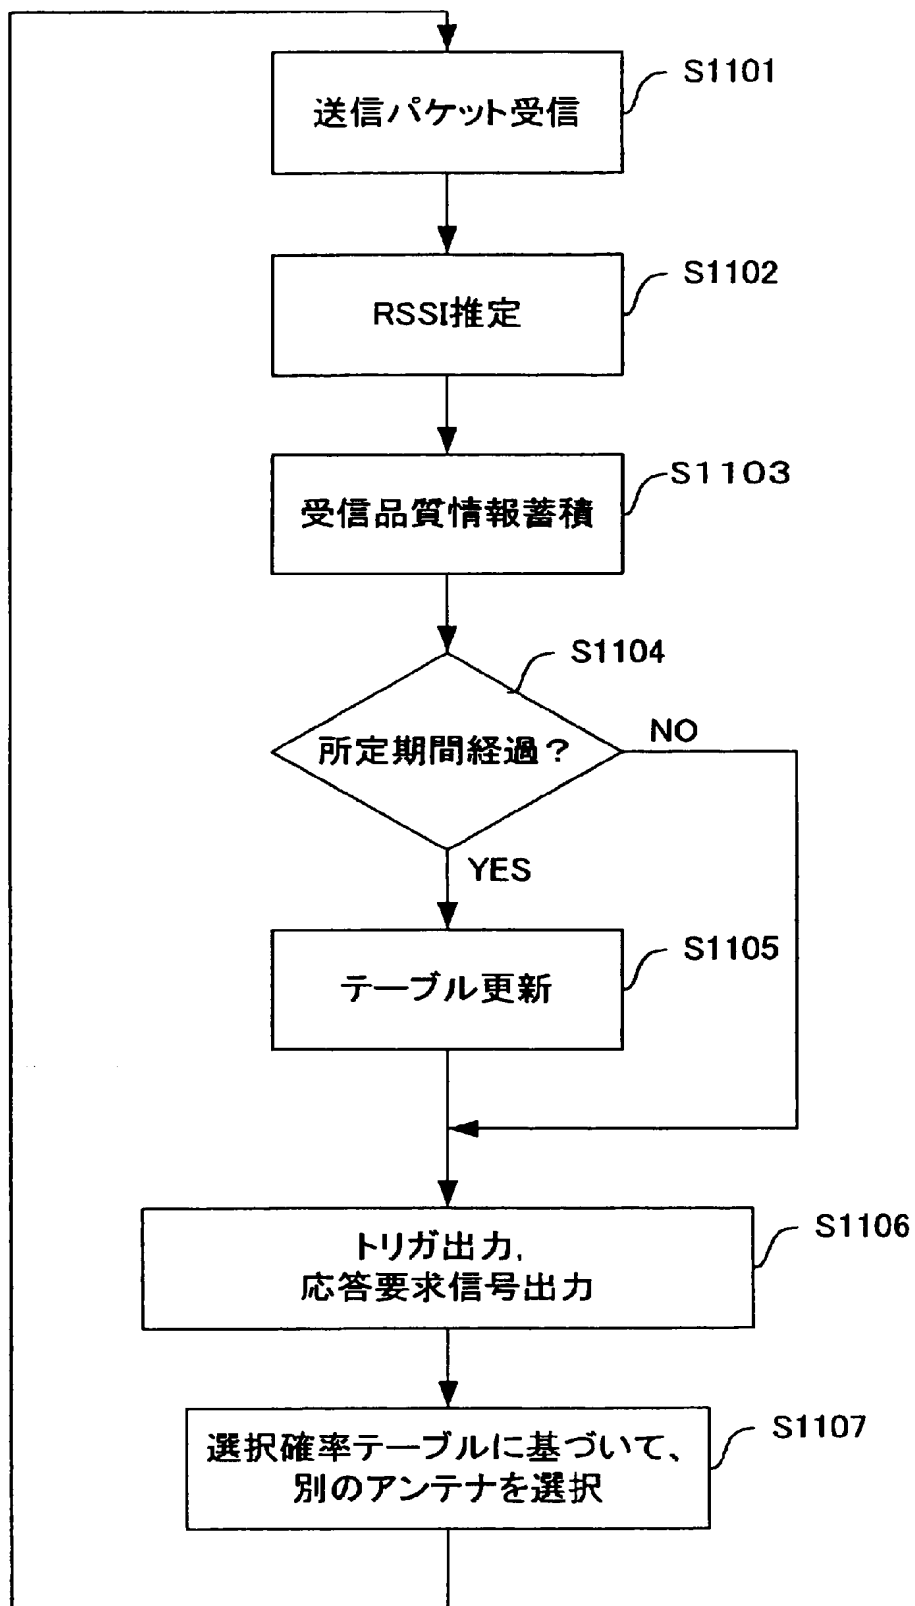 送信パケット受信
S1101
RSSI推定
S1102
受信品質情報蓄積
S1103
所定期間経過?
S1104
NO
YES
テーブル更新
S1105
トリガ出力,
応答要求信号出力
S1106
選択確率テーブルに基づいて、
別のアンテナを選択
S1107